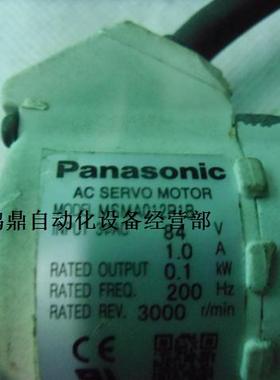 Panasonic
AC SERVO MOTOR
MODEL MSMA012P1B
鼎自动化设备经营部
INPUT 3ØAC 84 V
1.0 A
RATED OUTPUT 0.1 kW
RATED FREQ. 200 Hz
RATED REV. 3000 r/min
CE